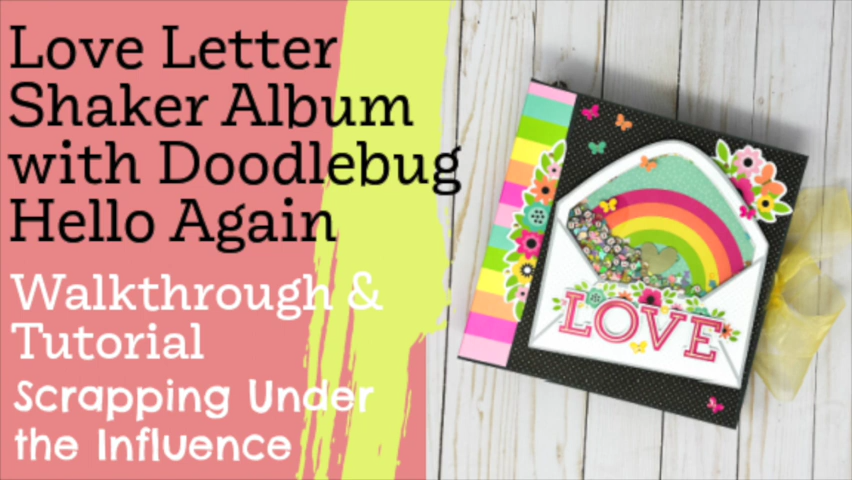 Love Letter
Shaker Album
with Doodlebug
Hello Again
Walkthrough &
Tutorial
Scrapping Under
the Influence
LOVE